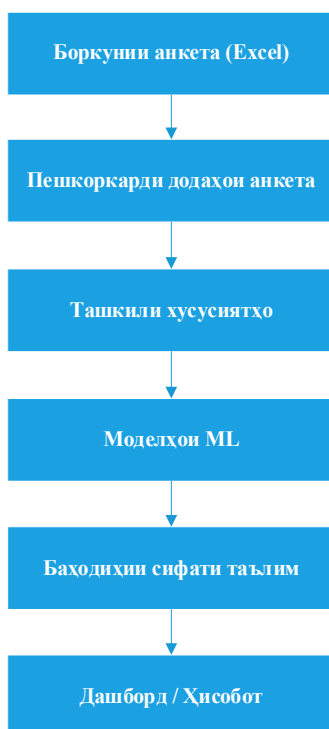 Боркунии анкета (Excel)
Пешкоркарди додаҳои анкета
Ташкили хусусиятҳо
Моделҳои ML
Баҳодиҳии сифати таълим
Дашборд / Ҳисобот